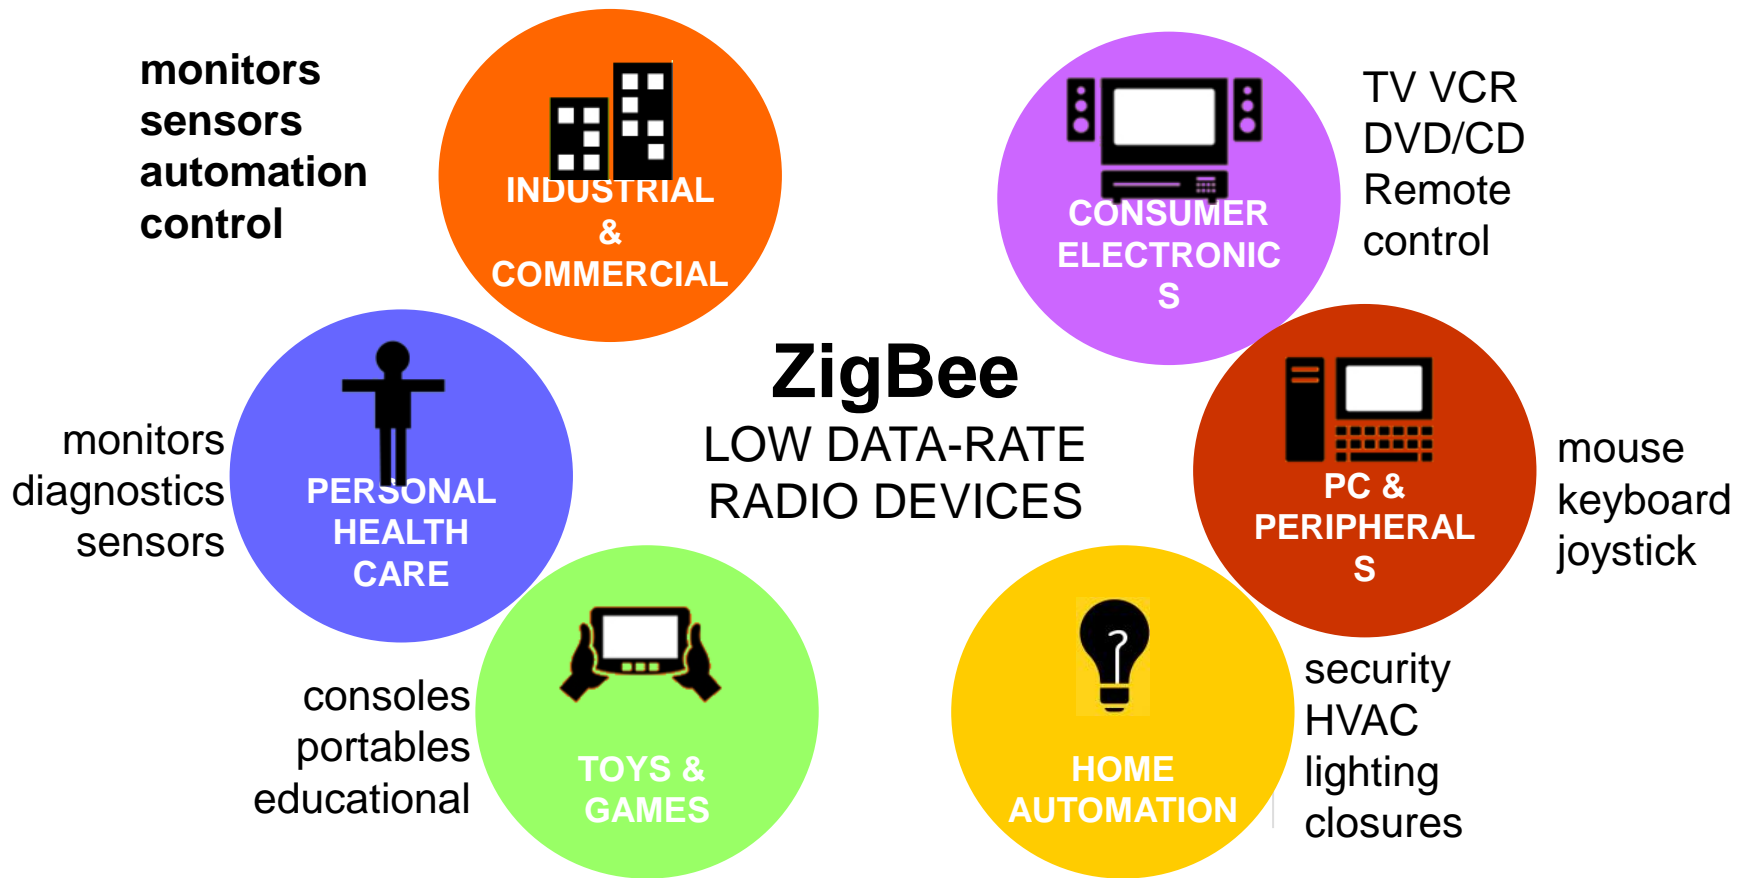 monitors
sensors
automation
control
INDUSTRIAL
&
COMMERCIAL
CONSUMER
ELECTRONIC
S
TV VCR
DVD/CD
Remote
control
ZigBee
LOW DATA-RATE
RADIO DEVICES
monitors
diagnostics
sensors
PERSONAL
HEALTH
CARE
PC &
PERIPHERAL
S
mouse
keyboard
joystick
consoles
portables
educational
TOYS &
GAMES
HOME
AUTOMATION
security
HVAC
lighting
closures